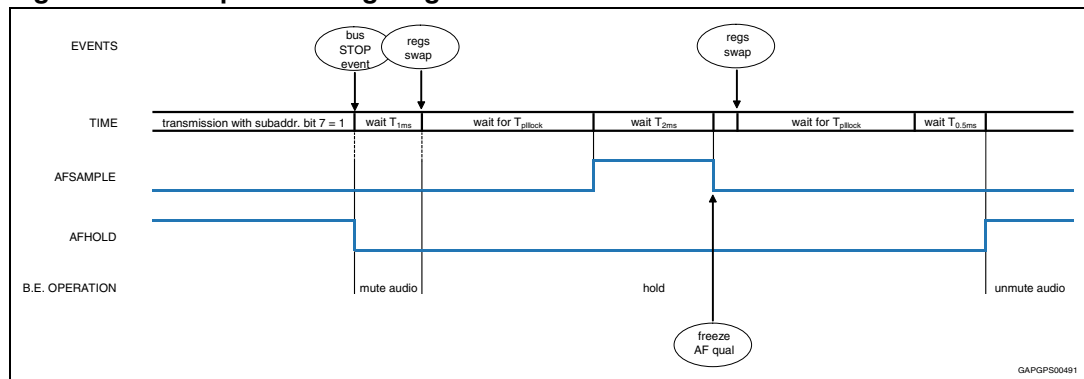 EVENTS
bus
STOP
event
regs
swap
regs
swap
TIME
transmission with subaddr. bit 7 = 1
wait T1ms
wait for Tplllock
wait T2ms
wait for Tplllock
wait T0.5ms
AFSAMPLE
AFHOLD
B.E. OPERATION
mute audio
hold
unmute audio
freeze
AF qual
GAPGPS00491